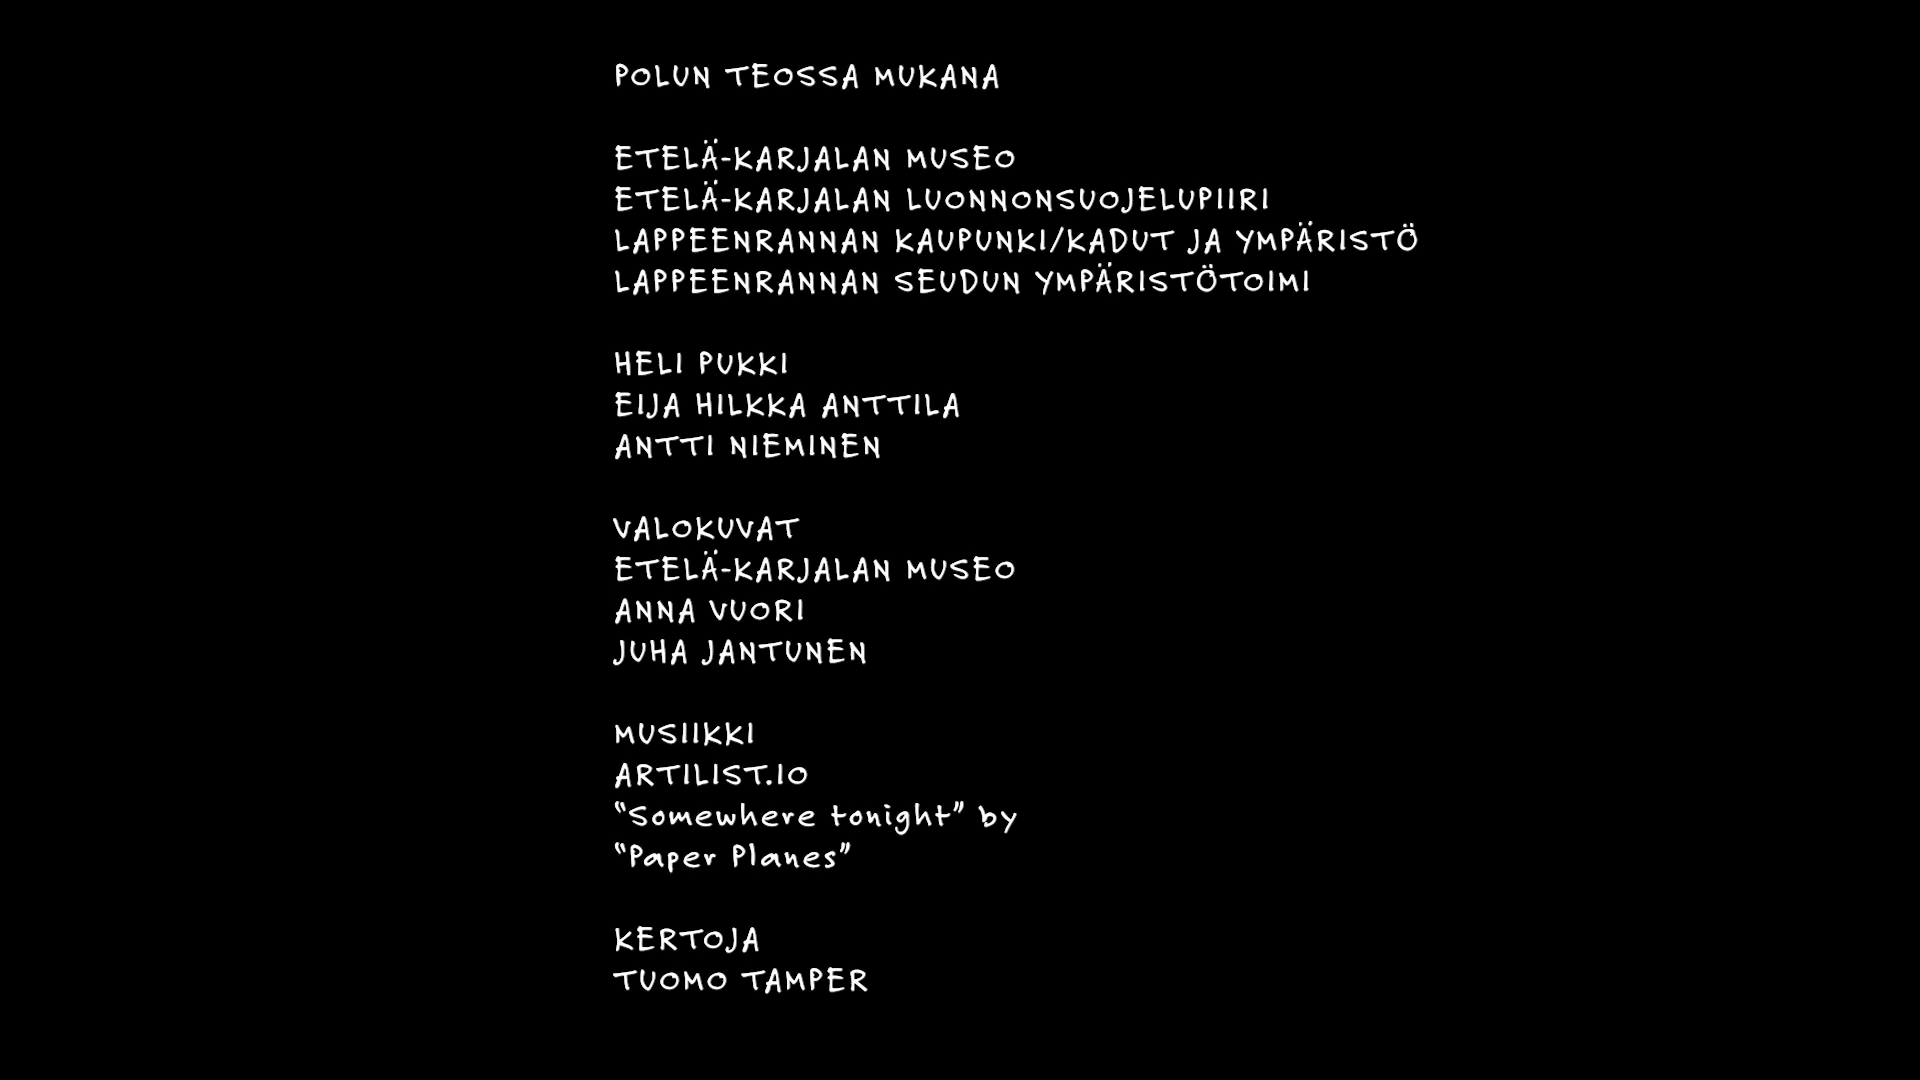 POLUN TEOSSA MUKANA
ETELÄ-KARJALAN MUSEO
ETELÄ-KARJALAN LUONNONSUOJELUPIIRI
LAPPEENRANNAN KAUPUNKI/KADUT JA YMPÄRISTÖ
LAPPEENRANNAN SEUDUN YMPÄRISTÖTOIMI
HELI PUKKI
EIJA HILKKA ANTTILA
ANTTI NIEMINEN
VALOKUVAT
ETELÄ-KARJALAN MUSEO
ANNA VUORI
JUHA JANTUNEN
MUSIIKKI
ARTILIST.IO
“Somewhere tonight” by
“Paper Planes”
KERTOJA
TUOMO TAMPER